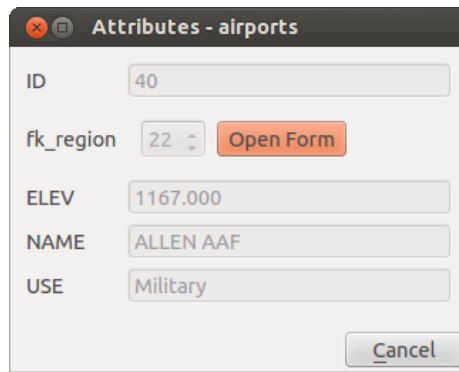 Attributes - airports
ID 40
fk_region 22 Open Form
ELEV 1167.000
NAME ALLEN AAF
USE Military
Cancel